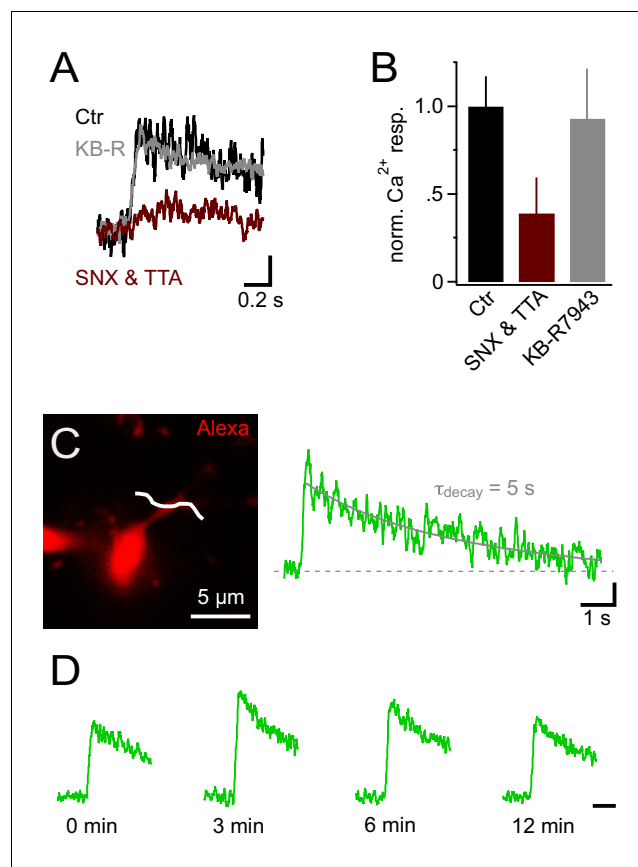 A
Ctr
KB-R
SNX & TTA
0.2 s
B
norm. Ca²⁺ resp.
1.0
.5
0
Ctr
SNX & TTA
KB-R7943
C
Alexa
5 µm
τdecay = 5 s
1 s
D
0 min
3 min
6 min
12 min